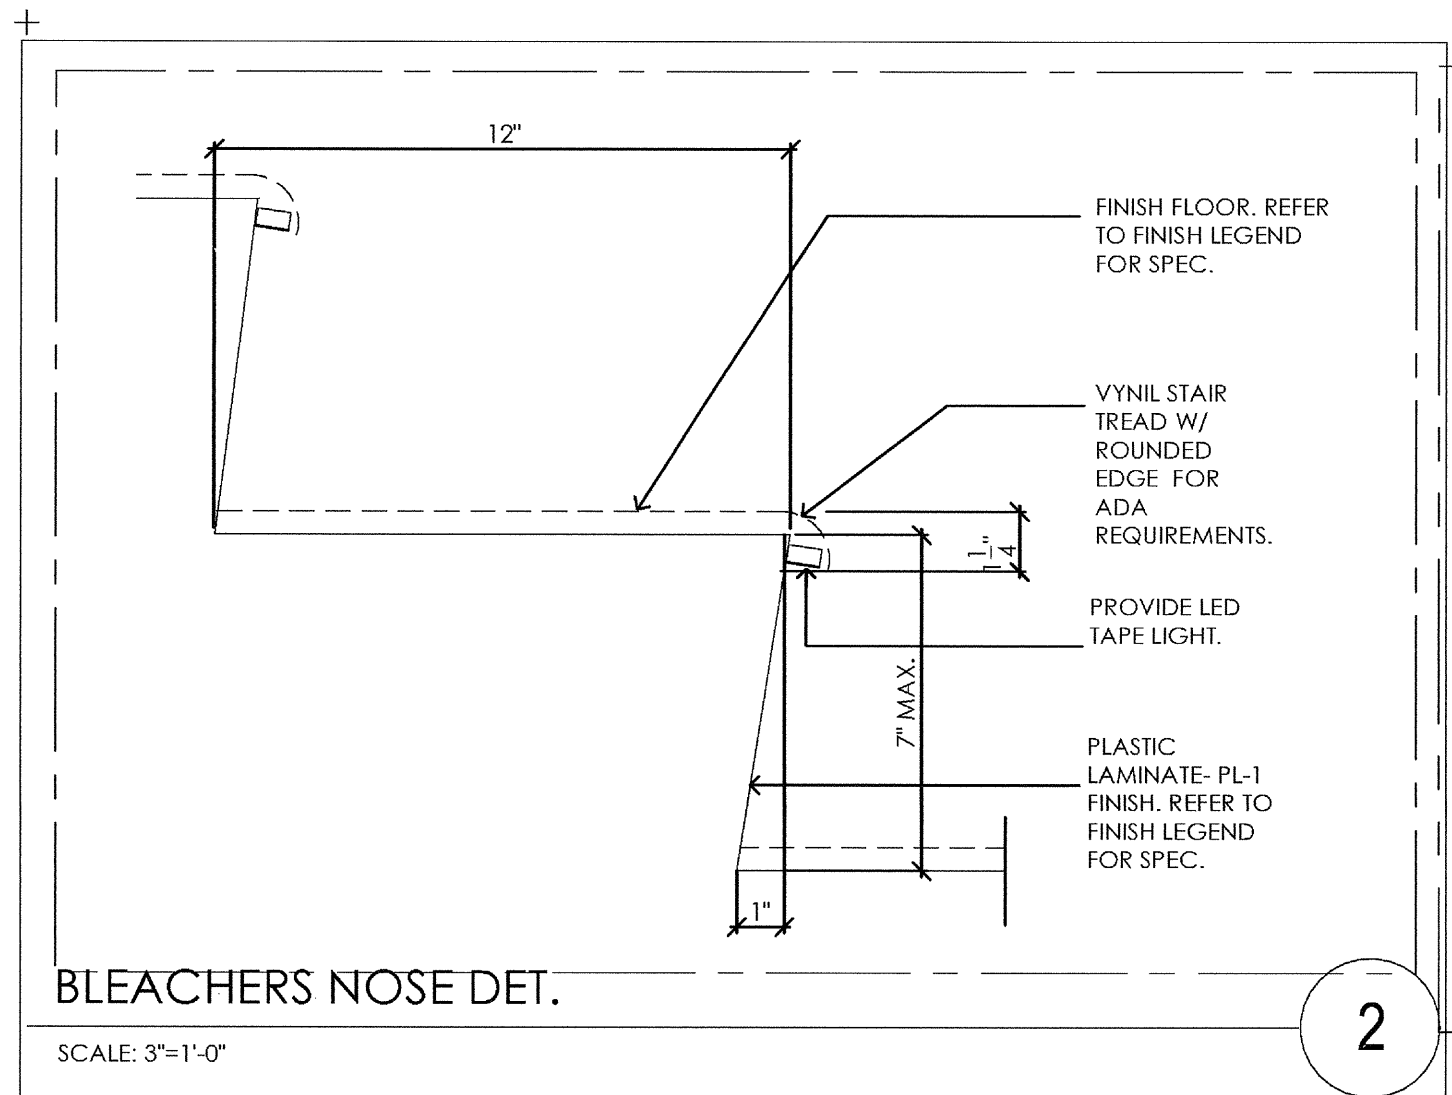 12"
FINISH FLOOR. REFER
TO FINISH LEGEND
FOR SPEC.
VYNIL STAIR
TREAD W/
ROUNDED
EDGE FOR
ADA
REQUIREMENTS.
1 1/4"
PROVIDE LED
TAPE LIGHT.
7" MAX.
PLASTIC
LAMINATE- PL-1
FINISH. REFER TO
FINISH LEGEND
FOR SPEC.
1"
BLEACHERS NOSE DET.
2
SCALE: 3"=1'-0"